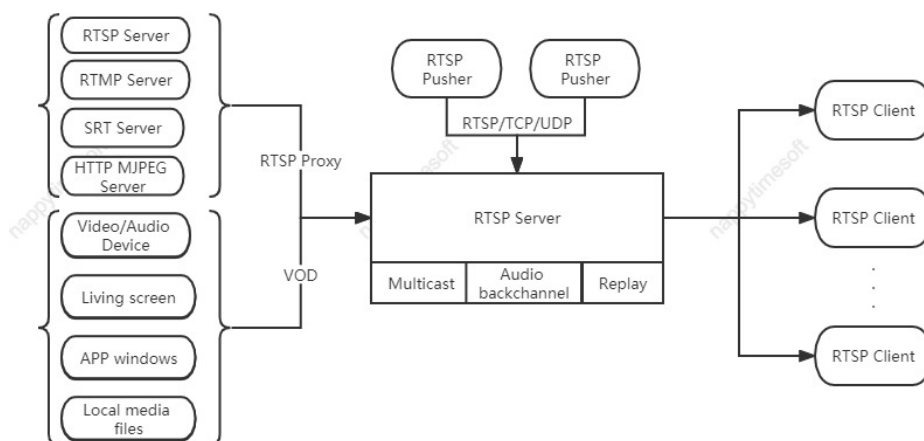 RTSP Server
RTMP Server
SRT Server
HTTP MJPEG
Server
RTSP Proxy
Video/Audio
Device
Living screen
APP windows
Local media
files
VOD
RTSP
Pusher
RTSP
Pusher
RTSP/TCP/UDP
RTSP Server
Multicast
Audio
backchannel
Replay
RTSP Client
RTSP Client
RTSP Client
happytimesoft
happytimesoft